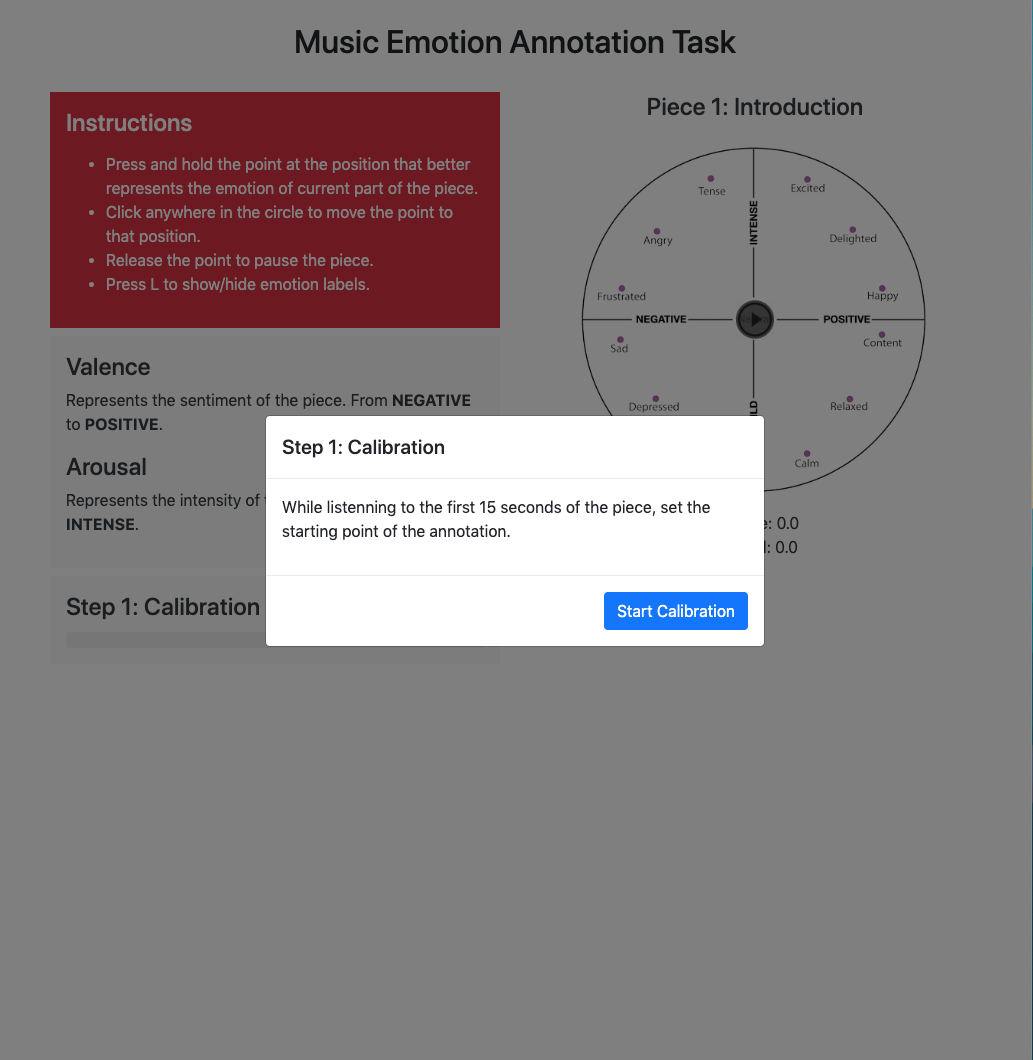 Music Emotion Annotation Task
Instructions
• Press and hold the point at the position that better
represents the emotion of current part of the piece.
• Click anywhere in the circle to move the point to
that position.
• Release the point to pause the piece.
• Press L to show/hide emotion labels.
Valence
Represents the sentiment of the piece. From NEGATIVE
to POSITIVE.
Arousal
Represents the intensity of
INTENSE.
Step 1: Calibration
Piece 1: Introduction
Tense
Excited
INTENSE
Angry
Delighted
Frustrated
Happy
NEGATIVE
POSITIVE
Sad
Content
Depressed
Relaxed
Calm
0.0
0.0
Step 1: Calibration
While listenning to the first 15 seconds of the piece, set the
starting point of the annotation.
Start Calibration